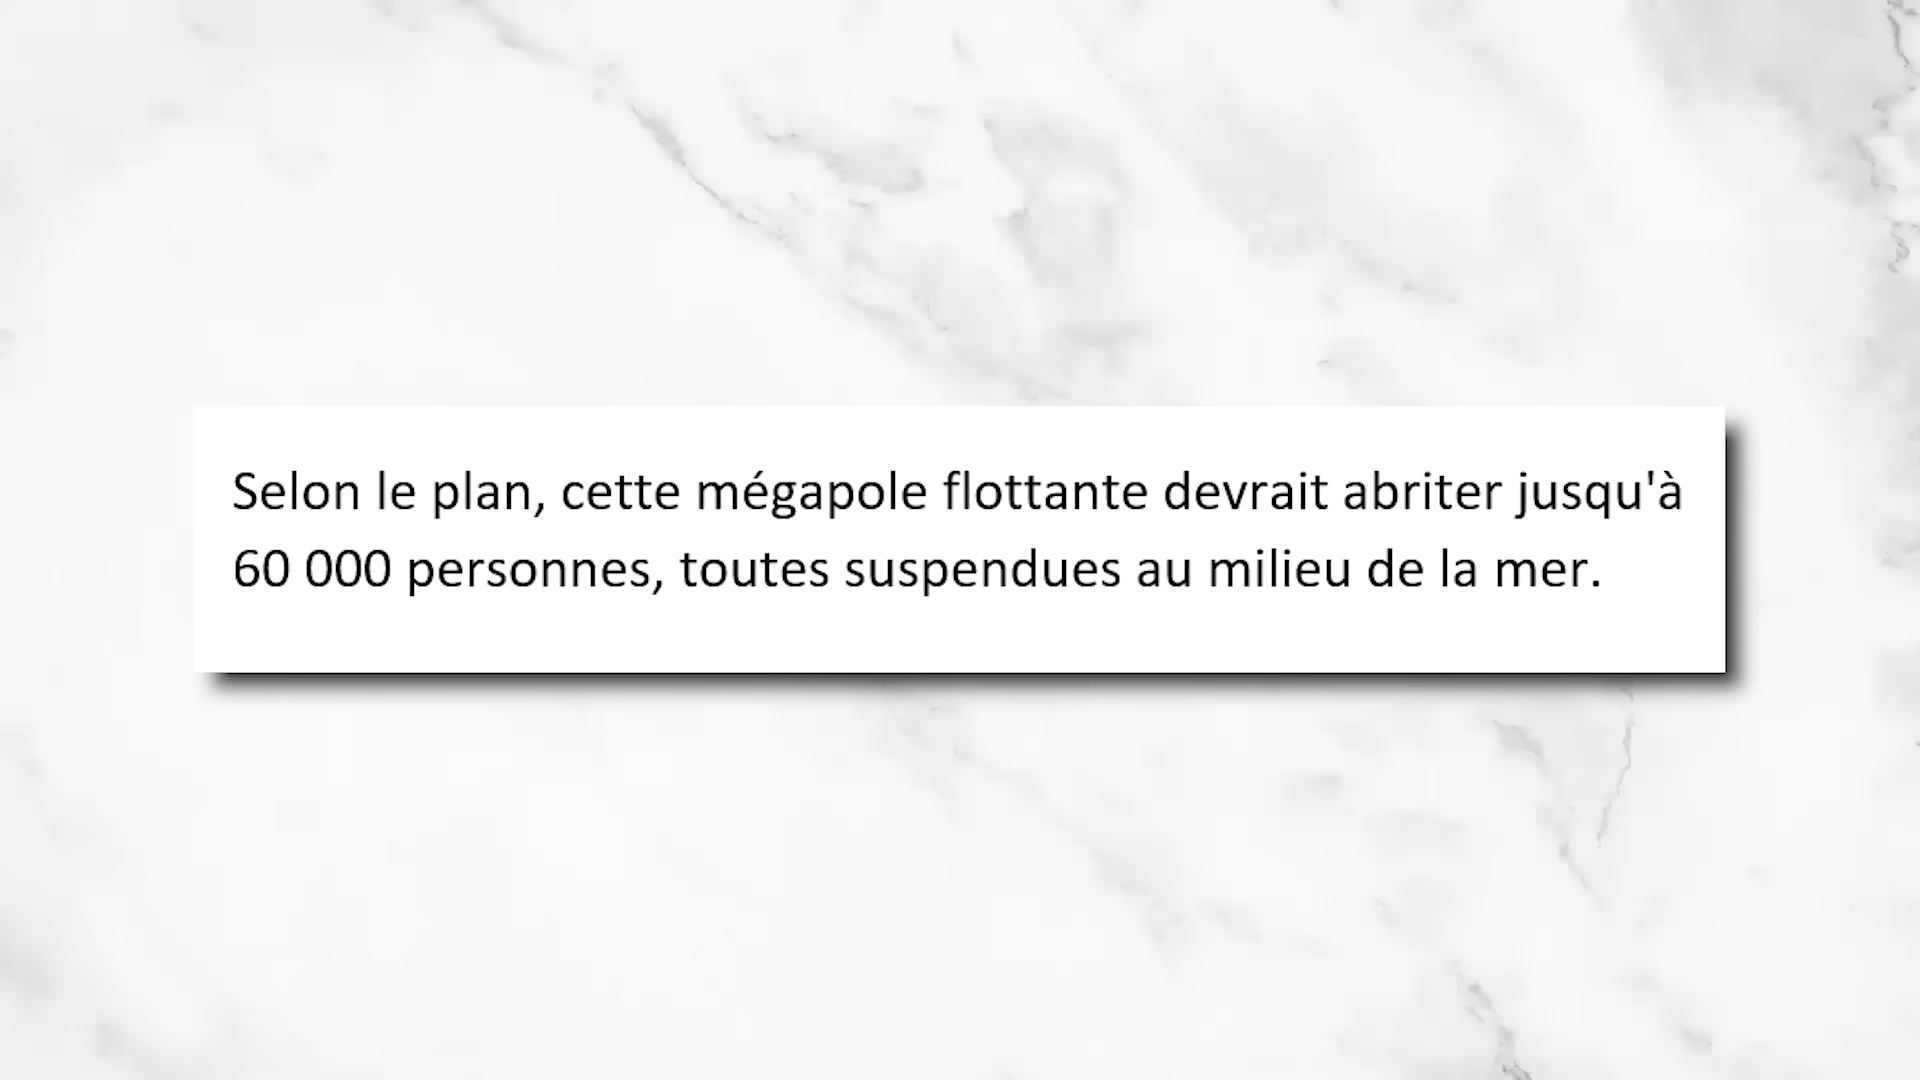 Selon le plan, cette mégapole flottante devrait abriter jusqu'à
60 000 personnes, toutes suspendues au milieu de la mer.